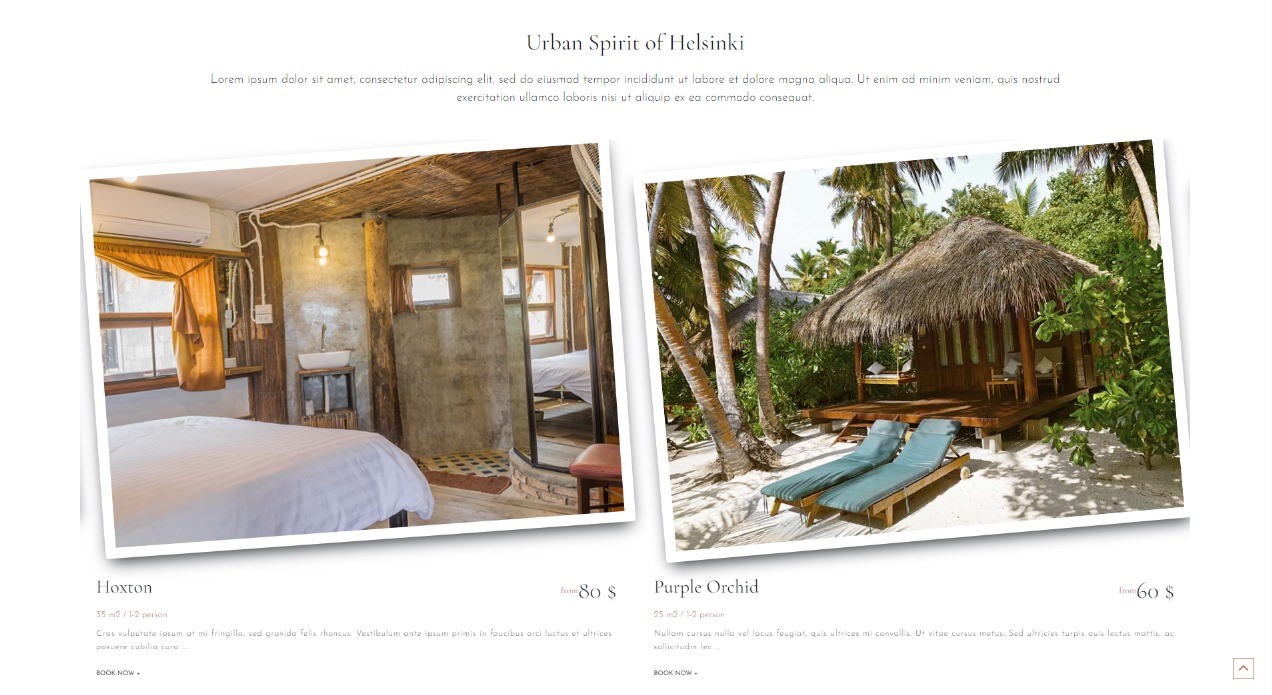 Urban Spirit of Helsinki
Lorem ipsum dolor sit amet, consectetur adipiscing elit, sed do eiusmod tempor incididunt ut labore et dolore magna aliqua. Ut enim ad minim veniam, quis nostrud
exercitation ullamco laboris nisi ut aliquip ex ea commodo consequat.
Hoxton
from80 $
35 m2 / 1-2 person
Cras vulputate ipsum at mi fringilla, sed gravida felis rhoncus. Vestibulum ante ipsum primis in faucibus orci luctus et ultrices
posuere cubilia cura ...
BOOK NOW +
Purple Orchid
from60 $
25 m2 / 1-2 person
Nullam cursus nulla vel lacus feugiat, quis ultrices mi convallis. Ut vitae cursus metus. Sed ultricies turpis quis lectus mattis, ac
sollicitudin lec ...
BOOK NOW +